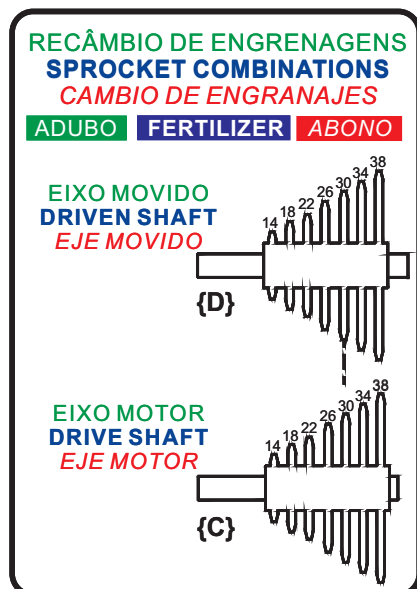 RECÂMBIO DE ENGRENAGENS
SPROCKET COMBINATIONS
CAMBIO DE ENGRANAJES
ADUBO FERTILIZER ABONO
EIXO MOVIDO
DRIVEN SHAFT
EJE MOVIDO
{D}
14 18 22 26 30 34 38
EIXO MOTOR
DRIVE SHAFT
EJE MOTOR
{C}
14 18 22 26 30 34 38